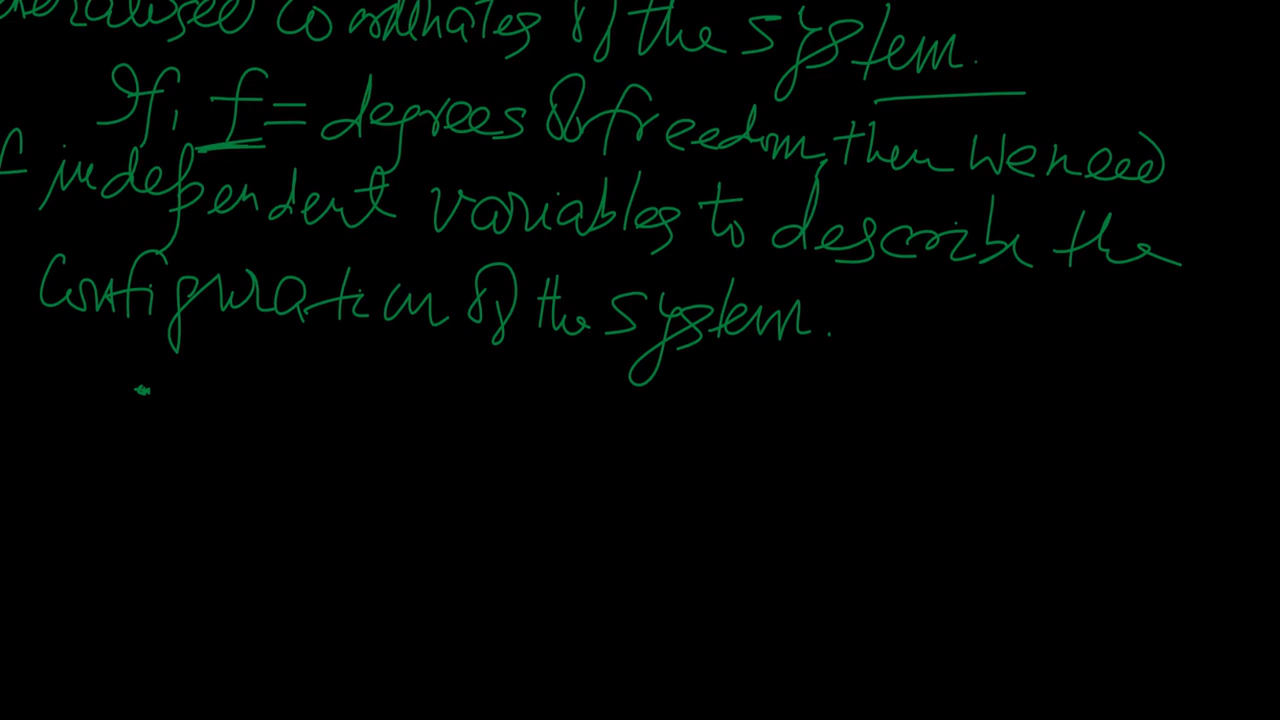 coordinates of the system.
If, f = degrees of freedom, then we need
f independent variables to describe the
Configuration of the system.